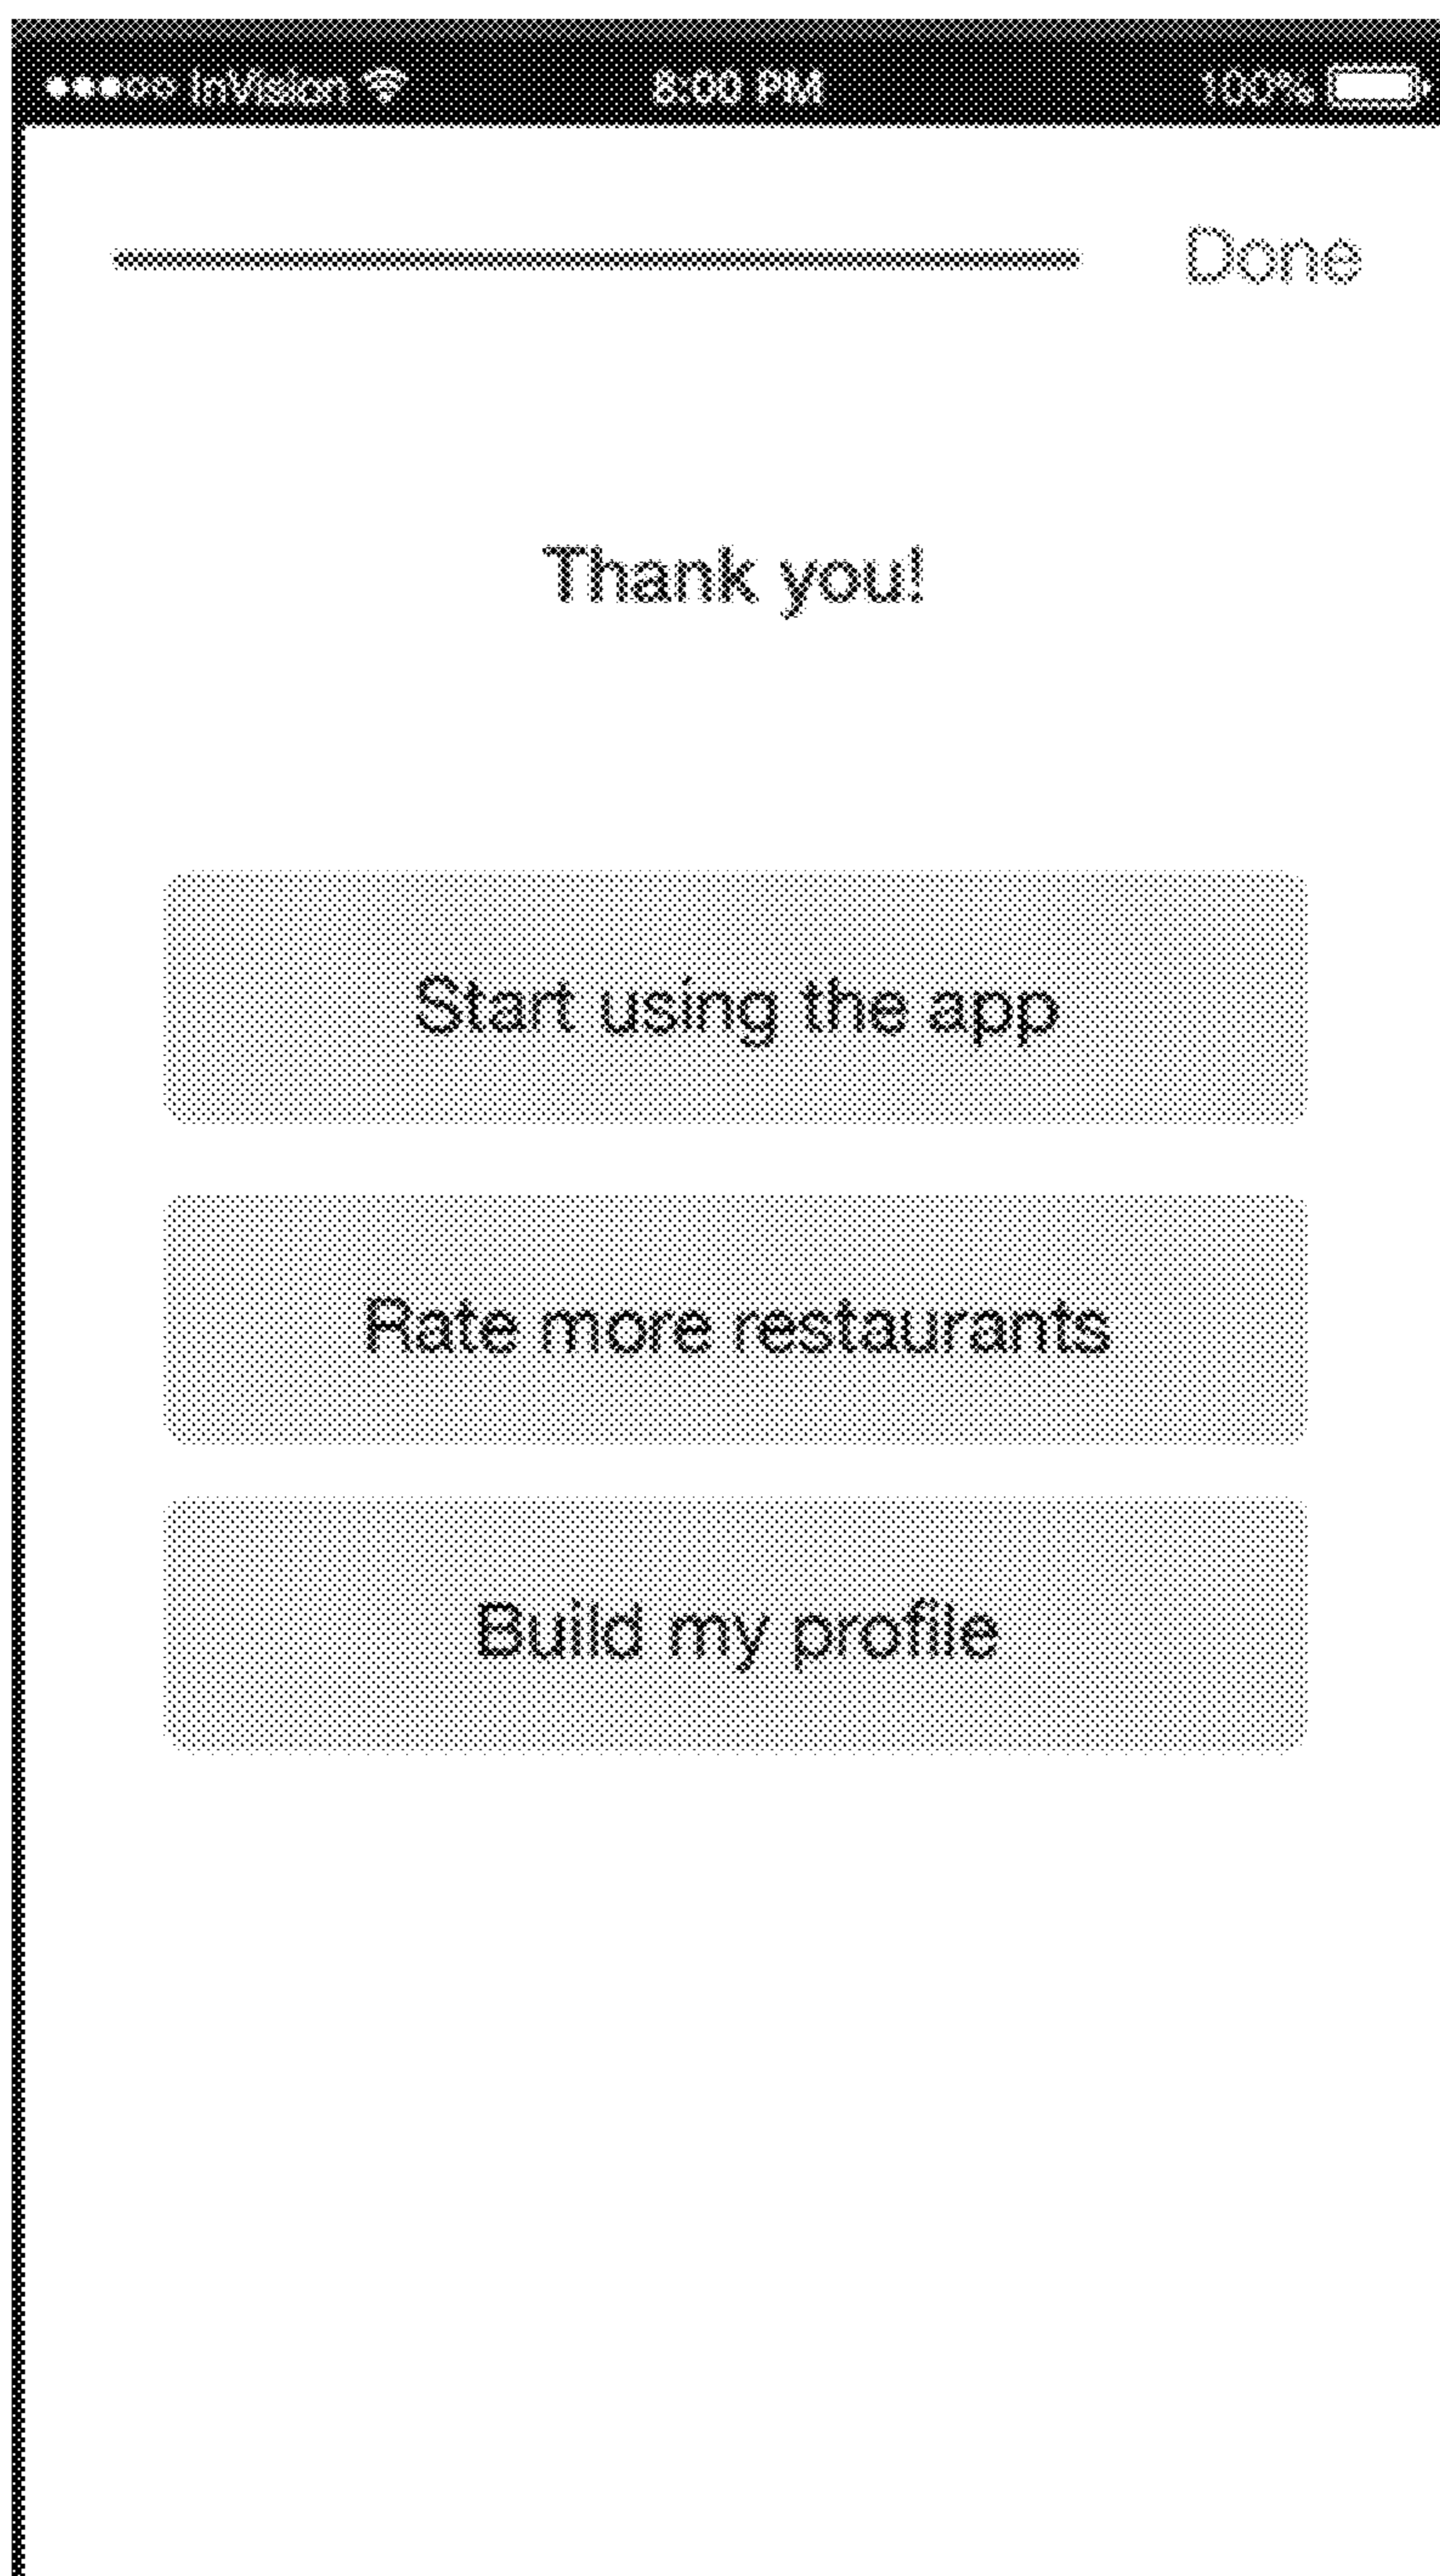 InVision 8:00 PM 100%
Done
Thank you!
Start using the app
Rate more restaurants
Build my profile